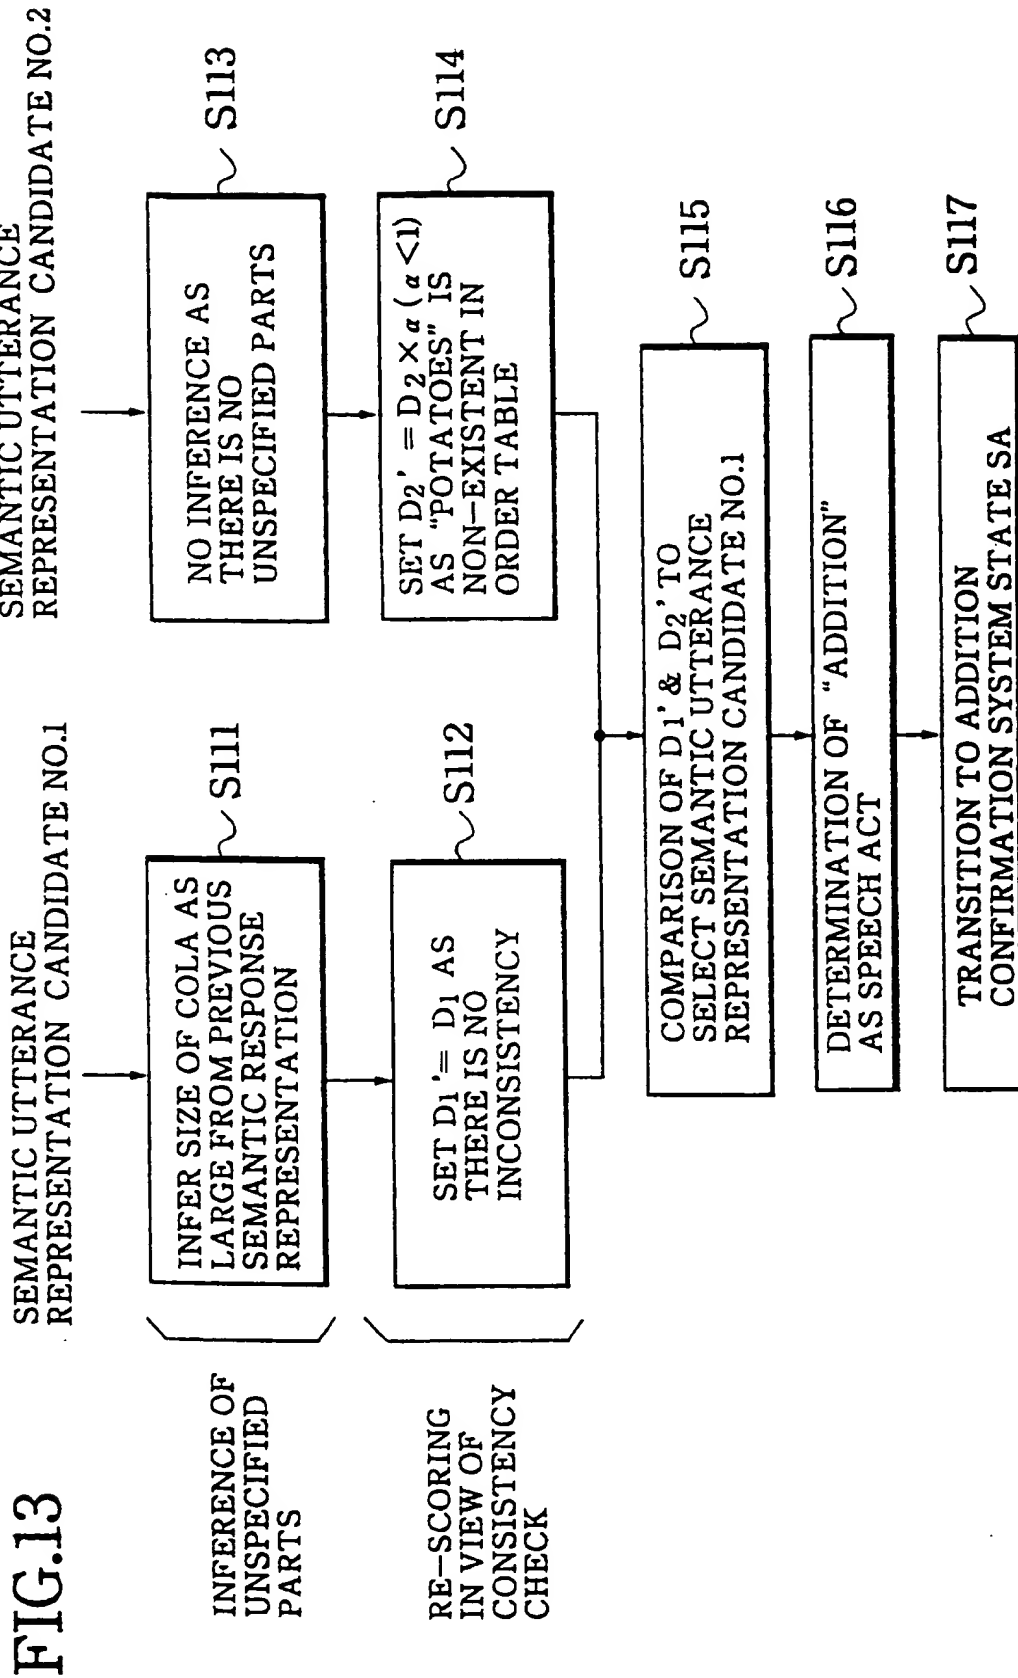 FIG.13
SEMANTIC UTTERANCE
REPRESENTATION CANDIDATE NO.1
SEMANTIC UTTERANCE
REPRESENTATION CANDIDATE NO.2
INFERENCE OF
UNSPECIFIED
PARTS
INFER SIZE OF COLA AS
LARGE FROM PREVIOUS
SEMANTIC RESPONSE
REPRESENTATION
S111
NO INFERENCE AS
THERE IS NO
UNSPECIFIED PARTS
S113
RE-SCORING
IN VIEW OF
CONSISTENCY
CHECK
SET D1'= D1 AS
THERE IS NO
INCONSISTENCY
S112
SET D2' = D2 × α (α <1)
AS "POTATOES" IS
NON-EXISTENT IN
ORDER TABLE
S114
COMPARISON OF D1' & D2' TO
SELECT SEMANTIC UTTERANCE
REPRESENTATION CANDIDATE NO.1
S115
DETERMINATION OF "ADDITION"
AS SPEECH ACT
S116
TRANSITION TO ADDITION
CONFIRMATION SYSTEM STATE SA
S117